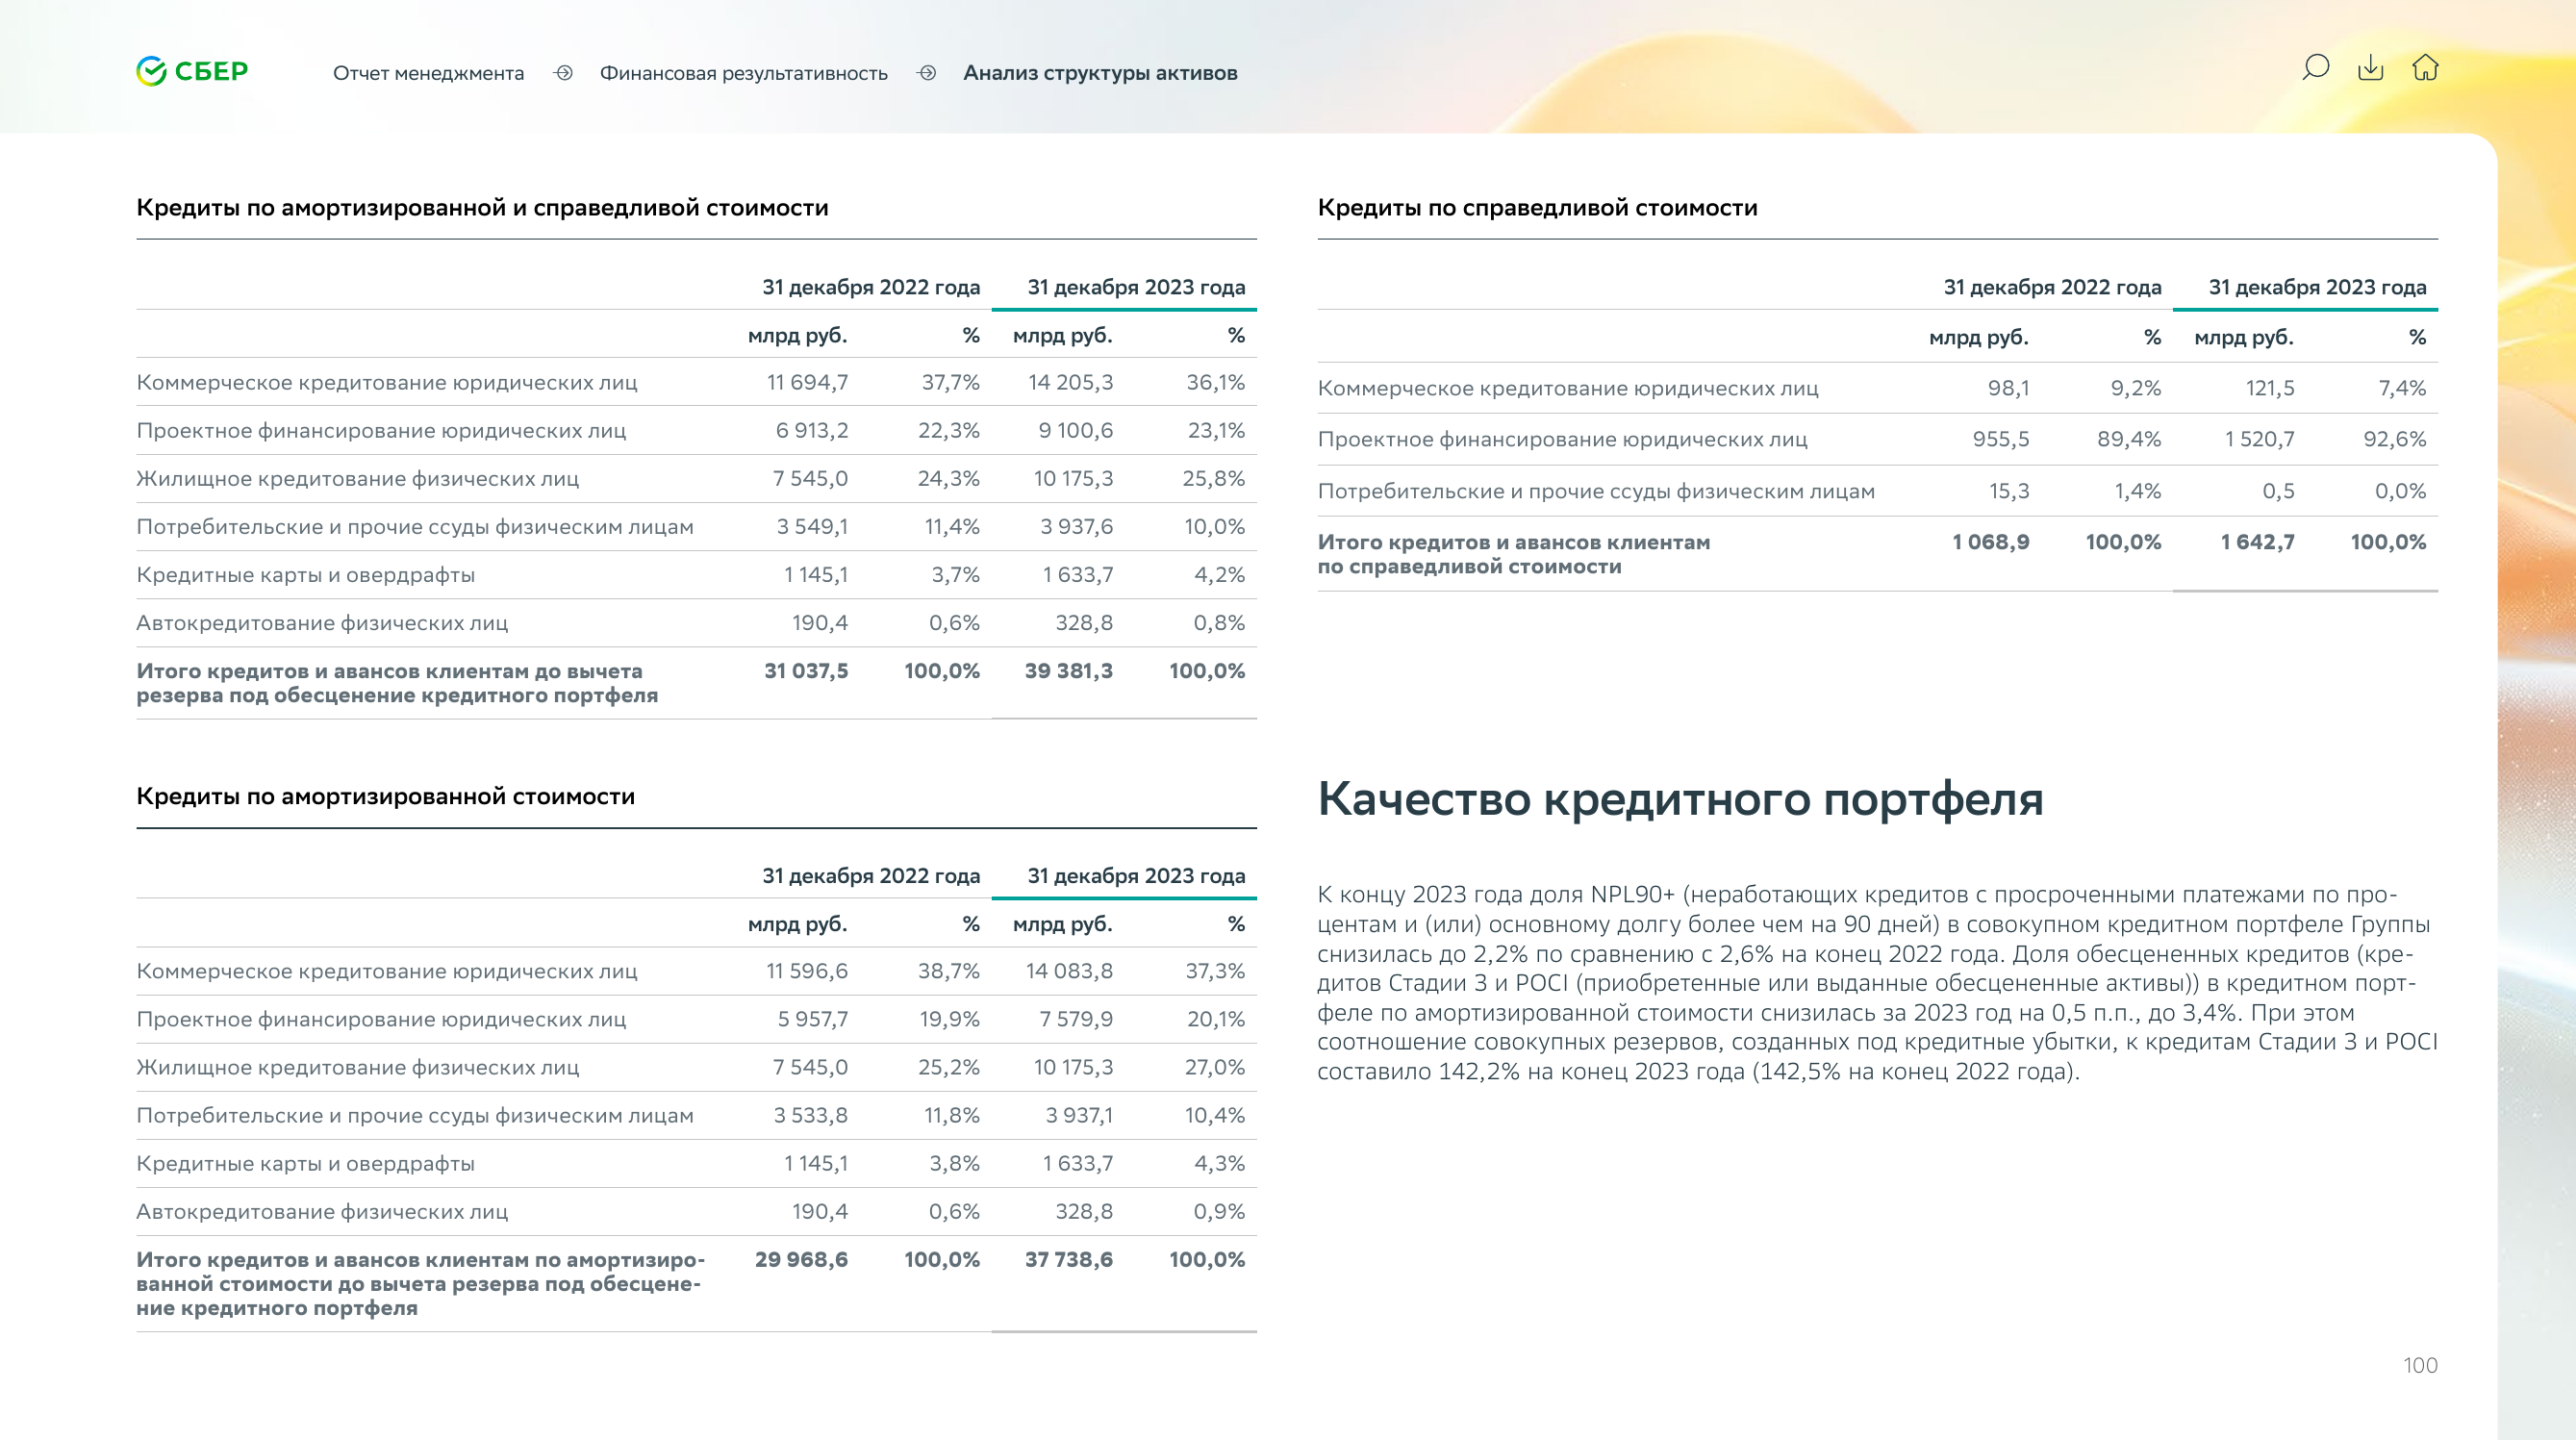 СБЕР
Отчет менеджмента
Финансовая результативность
Анализ структуры активов
Кредиты по амортизированной и справедливой стоимости
31 декабря 2022 года 31 декабря 2023 года
млрд руб. % млрд руб. %
Коммерческое кредитование юридических лиц 11 694,7 37,7% 14 205,3 36,1%
Проектное финансирование юридических лиц 6 913,2 22,3% 9 100,6 23,1%
Жилищное кредитование физических лиц 7 545,0 24,3% 10 175,3 25,8%
Потребительские и прочие ссуды физическим лицам 3 549,1 11,4% 3 937,6 10,0%
Кредитные карты и овердрафты 1 145,1 3,7% 1 633,7 4,2%
Автокредитование физических лиц 190,4 0,6% 328,8 0,8%
Итого кредитов и авансов клиентам до вычета 31 037,5 100,0% 39 381,3 100,0%
резерва под обесценение кредитного портфеля
Кредиты по амортизированной стоимости
31 декабря 2022 года 31 декабря 2023 года
млрд руб. % млрд руб. %
Коммерческое кредитование юридических лиц 11 596,6 38,7% 14 083,8 37,3%
Проектное финансирование юридических лиц 5 957,7 19,9% 7 579,9 20,1%
Жилищное кредитование физических лиц 7 545,0 25,2% 10 175,3 27,0%
Потребительские и прочие ссуды физическим лицам 3 533,8 11,8% 3 937,1 10,4%
Кредитные карты и овердрафты 1 145,1 3,8% 1 633,7 4,3%
Автокредитование физических лиц 190,4 0,6% 328,8 0,9%
Итого кредитов и авансов клиентам по амортизиро- 29 968,6 100,0% 37 738,6 100,0%
ванной стоимости до вычета резерва под обесцене-
ние кредитного портфеля
Кредиты по справедливой стоимости
31 декабря 2022 года 31 декабря 2023 года
млрд руб. % млрд руб. %
Коммерческое кредитование юридических лиц 98,1 9,2% 121,5 7,4%
Проектное финансирование юридических лиц 955,5 89,4% 1 520,7 92,6%
Потребительские и прочие ссуды физическим лицам 15,3 1,4% 0,5 0,0%
Итого кредитов и авансов клиентам 1 068,9 100,0% 1 642,7 100,0%
по справедливой стоимости
Качество кредитного портфеля
К концу 2023 года доля NPL90+ (неработающих кредитов с просроченными платежами по про-
центам и (или) основному долгу более чем на 90 дней) в совокупном кредитном портфеле Группы
снизилась до 2,2% по сравнению с 2,6% на конец 2022 года. Доля обесцененных кредитов (кре-
дитов Стадии 3 и POCI (приобретенные или выданные обесцененные активы)) в кредитном порт-
феле по амортизированной стоимости снизилась за 2023 год на 0,5 п.п., до 3,4%. При этом
соотношение совокупных резервов, созданных под кредитные убытки, к кредитам Стадии 3 и POCI
составило 142,2% на конец 2023 года (142,5% на конец 2022 года).
100